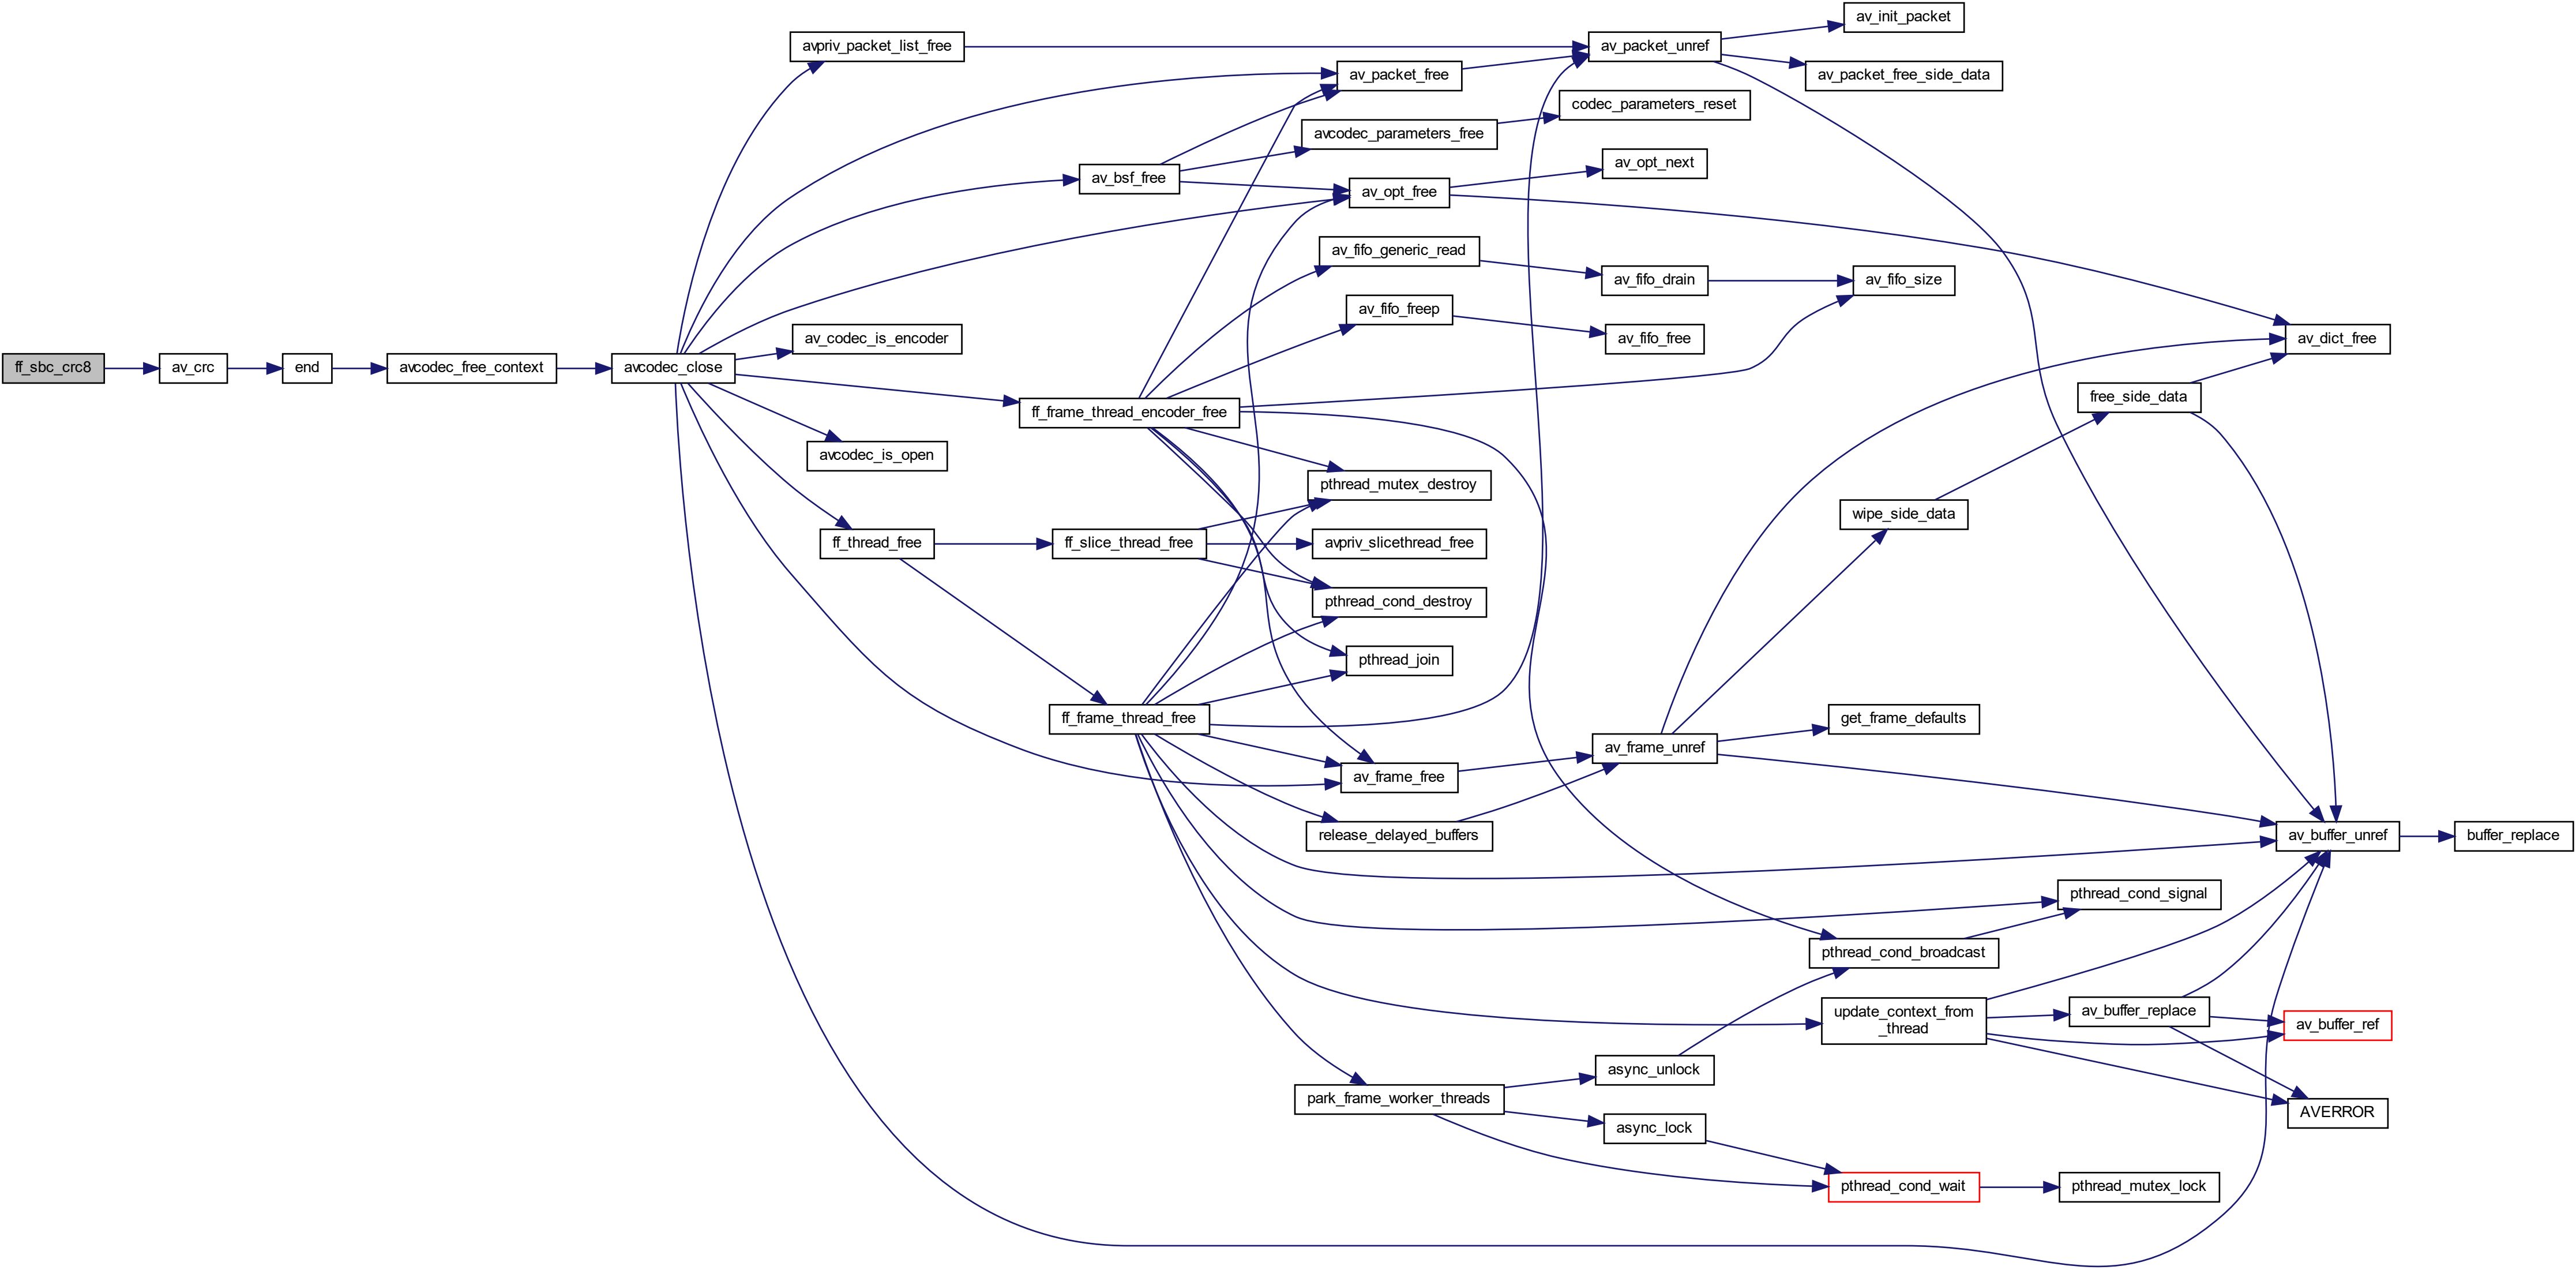 ff_sbc_crc8
av_crc
end
avcodec_free_context
avcodec_close
avpriv_packet_list_free
av_codec_is_encoder
avcodec_is_open
ff_thread_free
av_bsf_free
ff_frame_thread_encoder_free
ff_slice_thread_free
ff_frame_thread_free
av_packet_free
avcodec_parameters_free
av_opt_free
av_fifo_generic_read
av_fifo_freep
pthread_mutex_destroy
avpriv_slicethread_free
pthread_cond_destroy
pthread_join
av_frame_free
release_delayed_buffers
park_frame_worker_threads
av_packet_unref
codec_parameters_reset
av_opt_next
av_fifo_drain
av_fifo_free
av_frame_unref
async_unlock
async_lock
av_init_packet
av_packet_free_side_data
av_fifo_size
wipe_side_data
get_frame_defaults
pthread_cond_broadcast
update_context_from
_thread
pthread_cond_wait
free_side_data
pthread_cond_signal
av_buffer_replace
pthread_mutex_lock
av_dict_free
av_buffer_unref
av_buffer_ref
AVERROR
buffer_replace